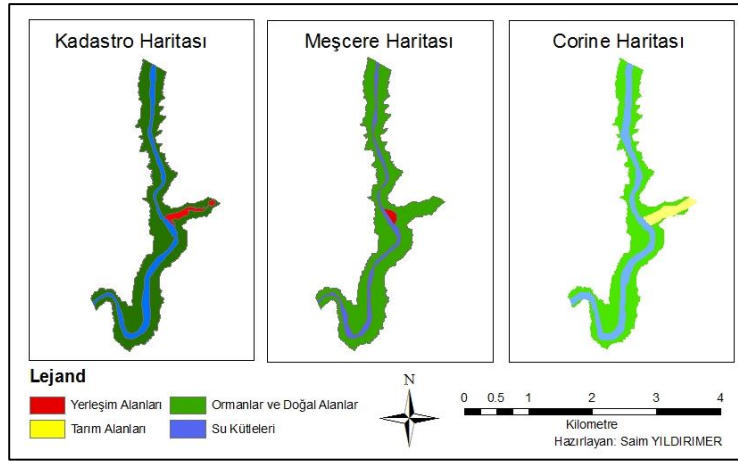 Kadastro Haritası
Meşcere Haritası
Corine Haritası
Lejand
Yerleşim Alanları
Ormanlar ve Doğal Alanlar
Tarım Alanları
Su Kütleleri
N
0 0.5 1 2 3 4
Kilometre
Hazırlayan: Saim YILDIRIMER